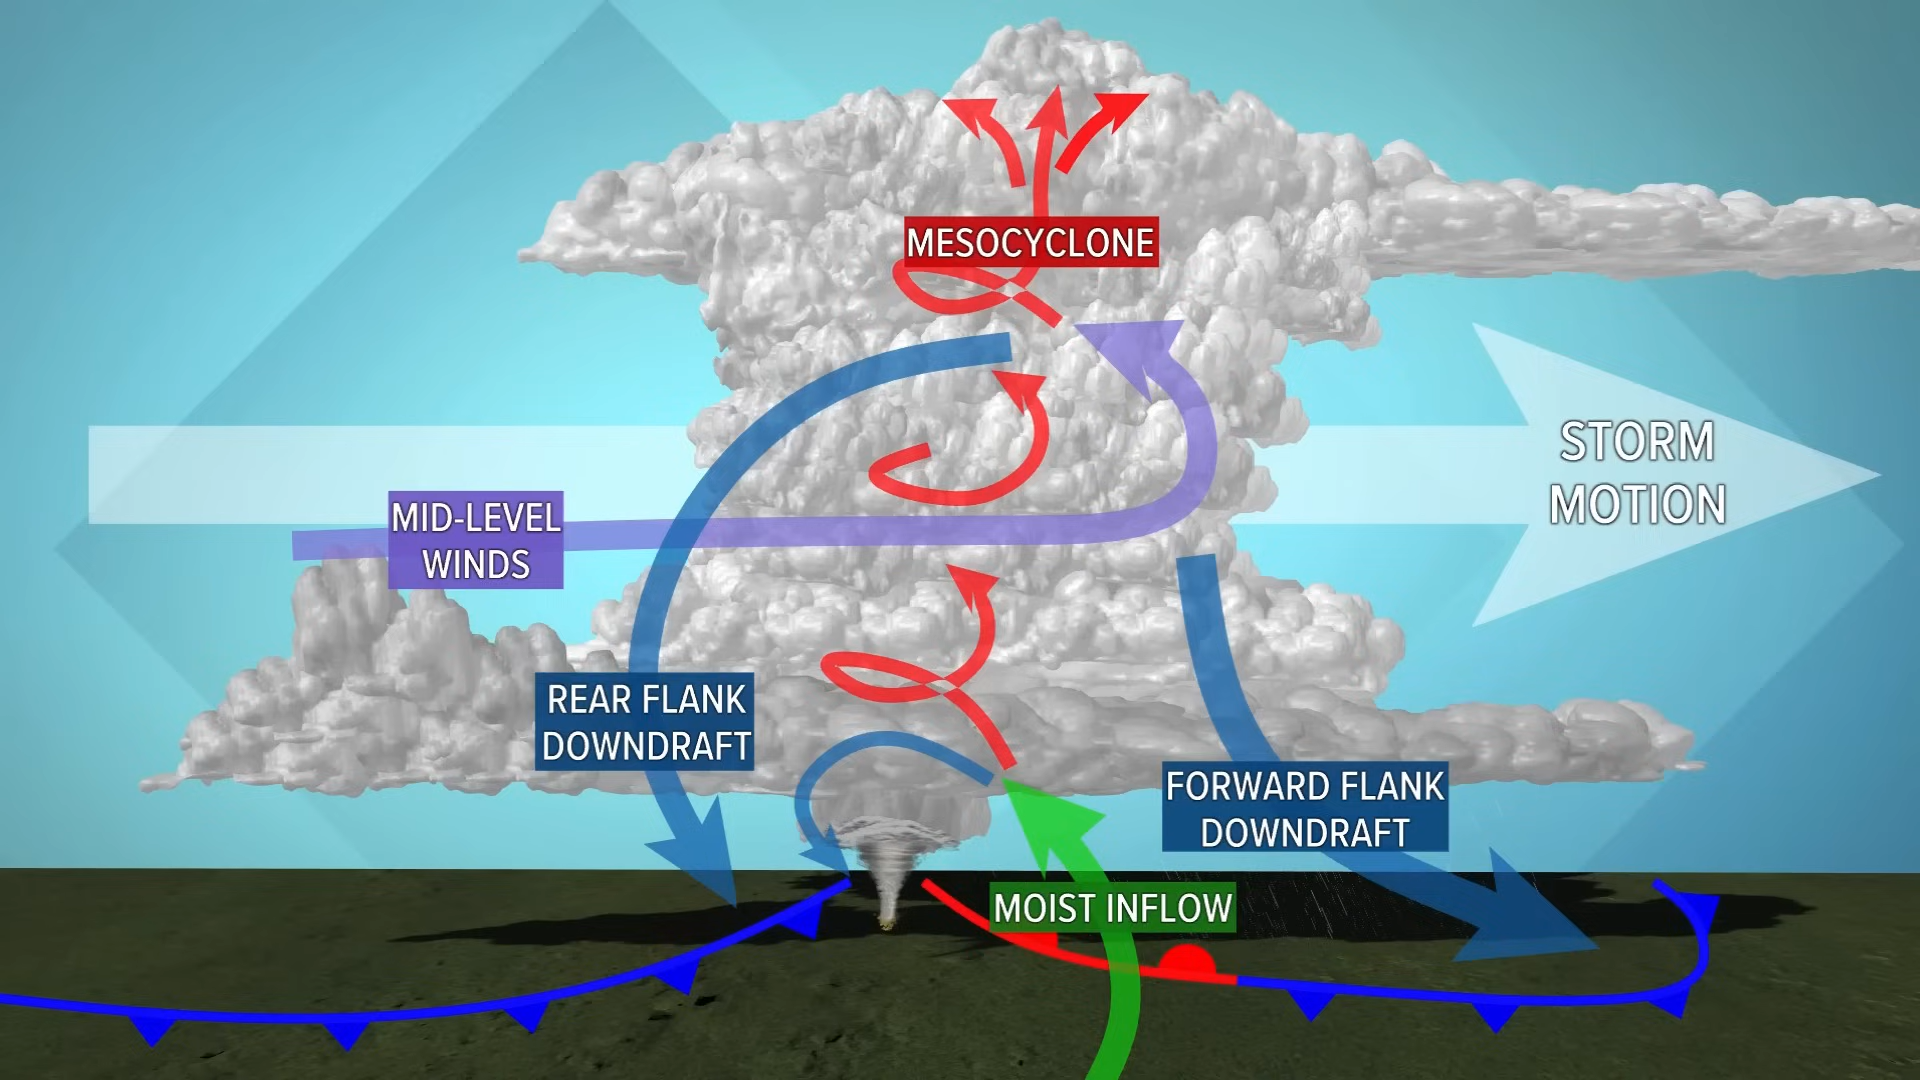 MESOCYCLONE
STORM
MOTION
MID-LEVEL
WINDS
REAR FLANK
DOWNDRAFT
FORWARD FLANK
DOWNDRAFT
MOIST INFLOW